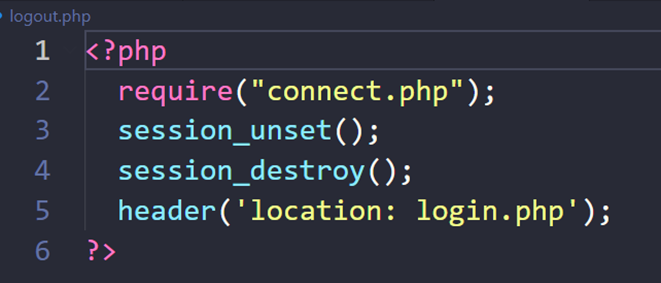 logout.php
1 <?php
2 require("connect.php");
3 session_unset();
4 session_destroy();
5 header('location: login.php');
6 ?>